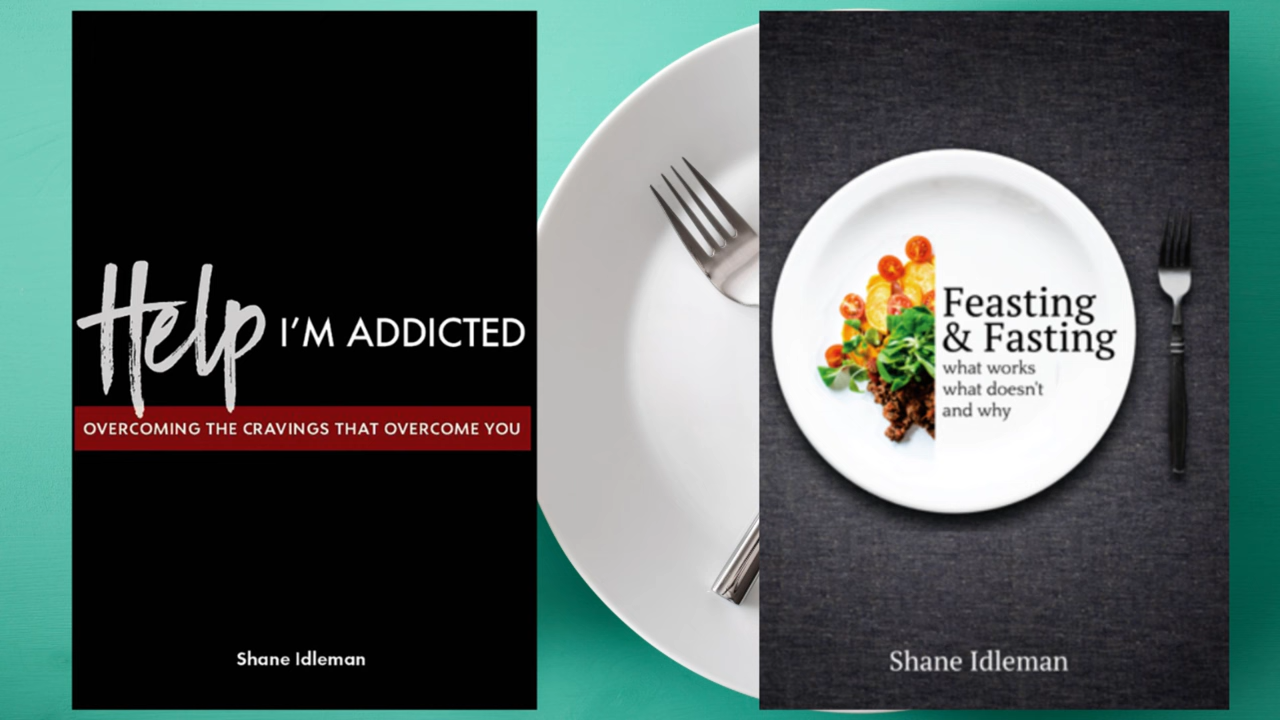 Help I'M ADDICTED
OVERCOMING THE CRAVINGS THAT OVERCOME YOU
Shane Idleman
Feasting
& Fasting
what works
what doesn't
and why
Shane Idleman